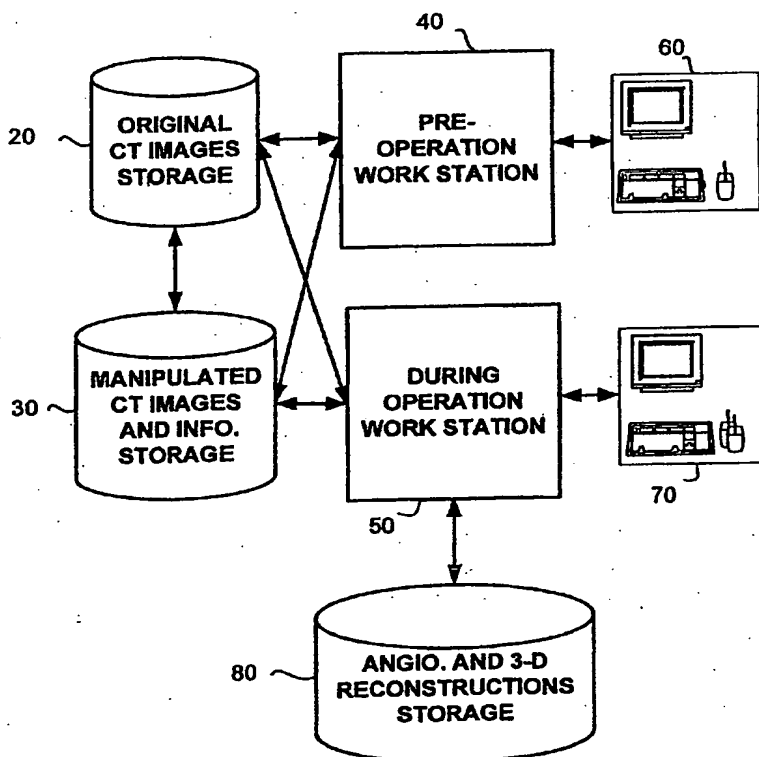 40
60
20
ORIGINAL
CT IMAGES
STORAGE
PRE-
OPERATION
WORK STATION
30
MANIPULATED
CT IMAGES
AND INFO.
STORAGE
DURING
OPERATION
WORK STATION
50
70
80
ANGIO. AND 3-D
RECONSTRUCTIONS
STORAGE